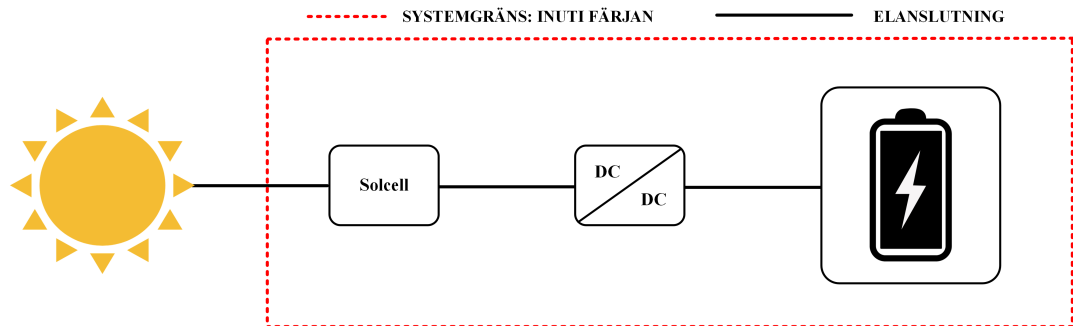 SYSTEMGRÄNS: INUTI FÄRJAN
ELANSLUTNING
Solcell
DC
DC